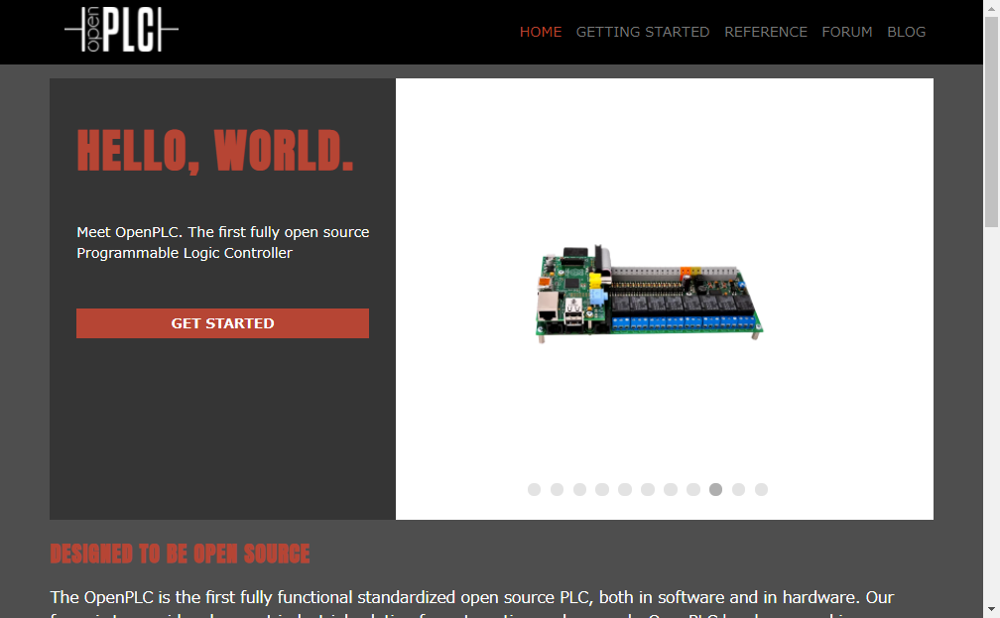 open PLC
HOME GETTING STARTED REFERENCE FORUM BLOG
HELLO, WORLD.
Meet OpenPLC. The first fully open source
Programmable Logic Controller
GET STARTED
DESIGNED TO BE OPEN SOURCE
The OpenPLC is the first fully functional standardized open source PLC, both in software and in hardware. Our